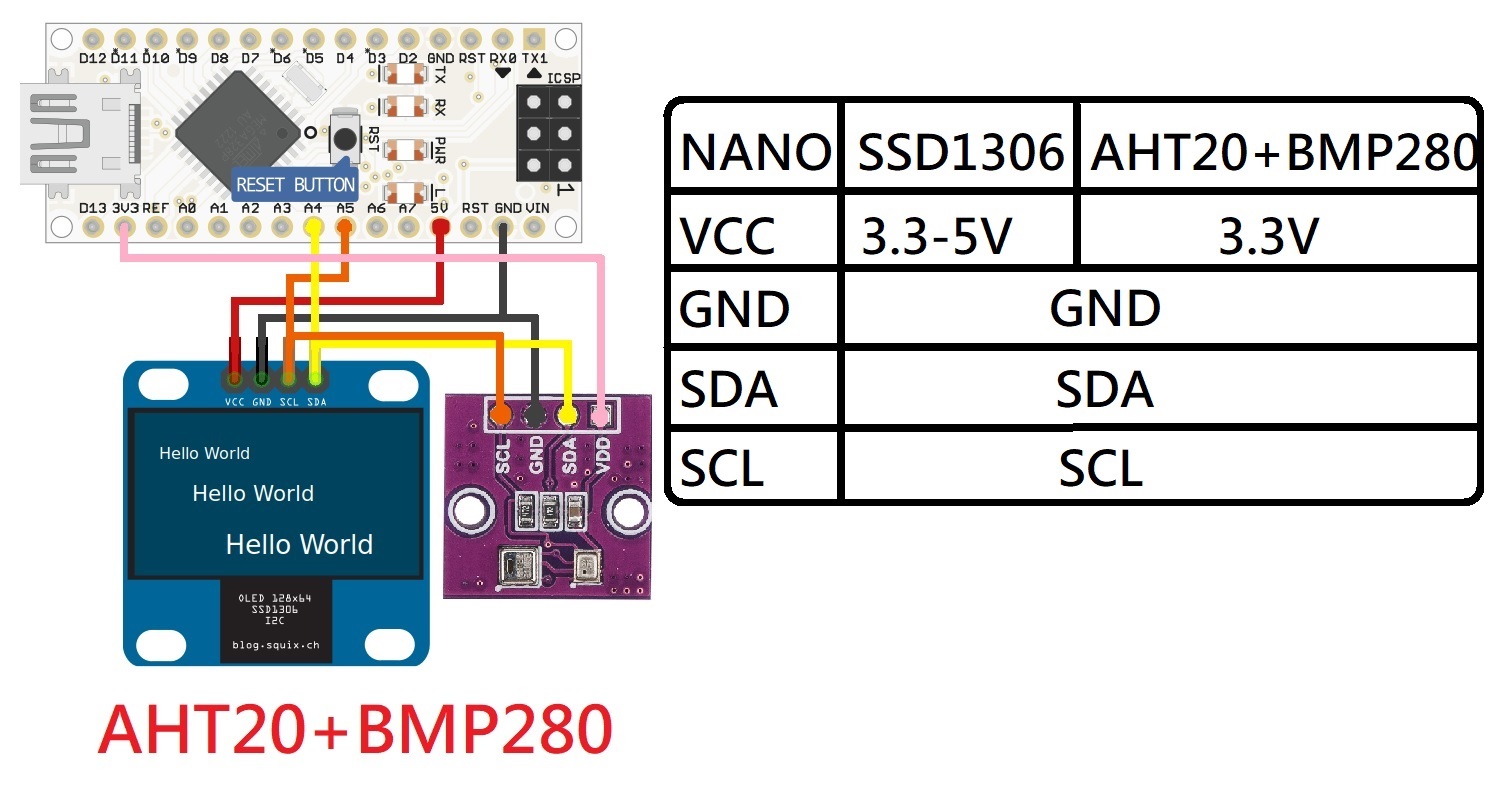 D12 D11 D10 D9 D8 D7 D6 D5 D4 D3 D2 GND RST RX0 TX1
ICSP
TX
RX
RST
PWR
L
1
RESET BUTTON
D13 3V3 REF A0 A1 A2 A3 A4 A5 A6 A7 5V RST GND VIN
VCC GND SCL SDA
Hello World
Hello World
Hello World
OLED 128x64
SSD1306
I2C
blog.squix.ch
SCL GND SDA VDD
AHT20+BMP280
NANO SSD1306 AHT20+BMP280
VCC 3.3-5V 3.3V
GND GND
SDA SDA
SCL SCL